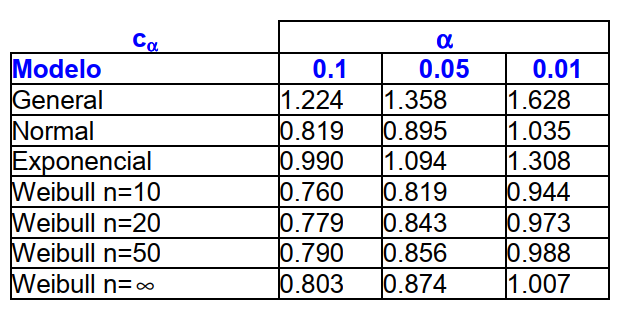 cα α
Modelo 0.1 0.05 0.01
General 1.224 1.358 1.628
Normal 0.819 0.895 1.035
Exponencial 0.990 1.094 1.308
Weibull n=10 0.760 0.819 0.944
Weibull n=20 0.779 0.843 0.973
Weibull n=50 0.790 0.856 0.988
Weibull n=∞ 0.803 0.874 1.007